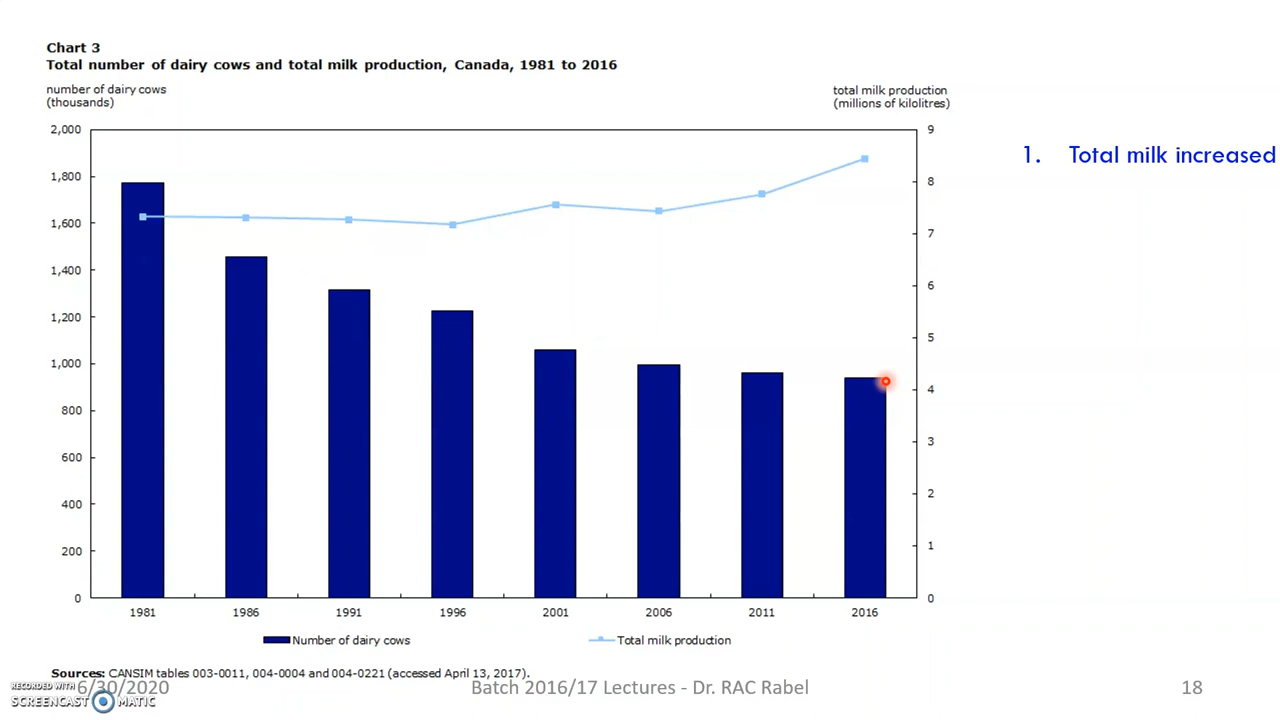 Chart 3
Total number of dairy cows and total milk production, Canada, 1981 to 2016
number of dairy cows
(thousands)
total milk production
(millions of kilolitres)
2,000
1,800
1,600
1,400
1,200
1,000
800
600
400
200
0
9
8
7
6
5
4
3
2
1
0
1981 1986 1991 1996 2001 2006 2011 2016
Number of dairy cows
Total milk production
1. Total milk increased
Sources: CANSIM tables 003-0011, 004-0004 and 004-0221 (accessed April 13, 2017).
6/30/2020
Batch 2016/17 Lectures - Dr. RAC Rabel
18
RECORDED WITH
SCREENCAST MATIC